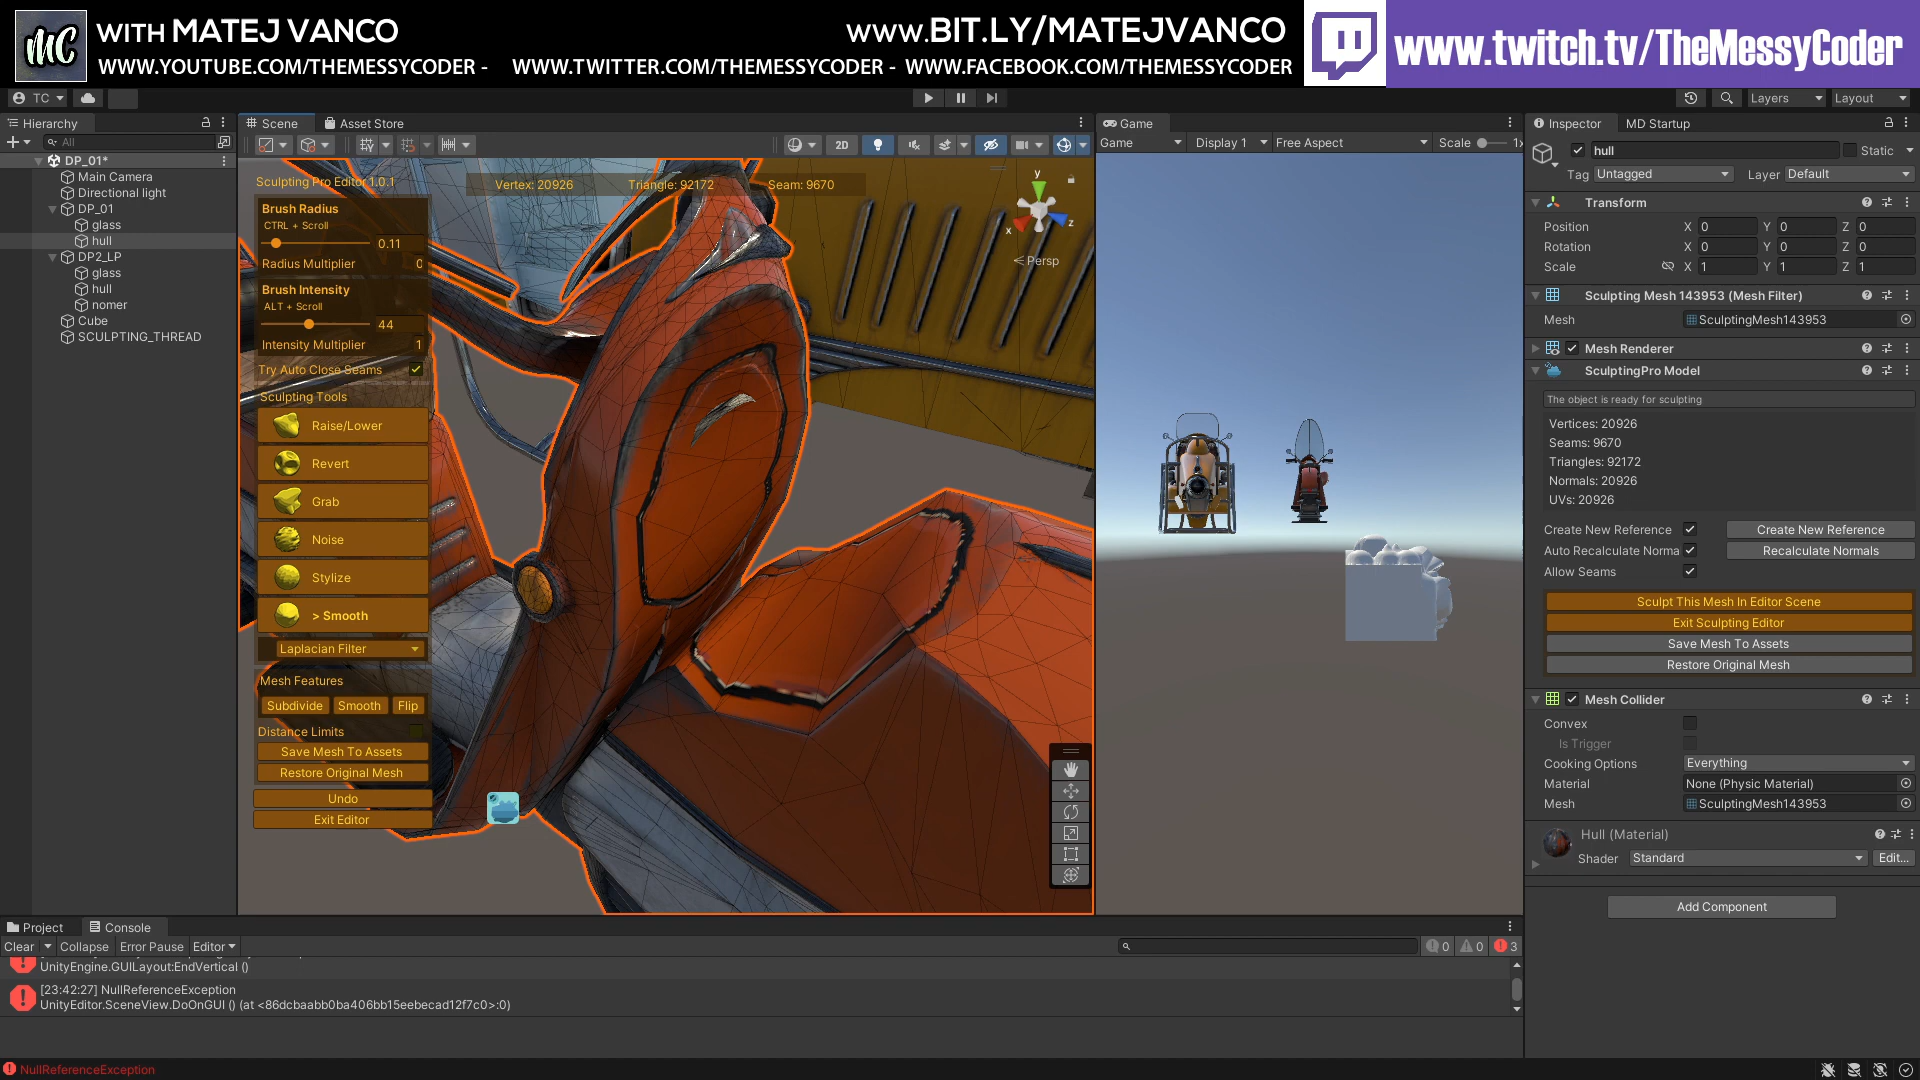 MC WITH MATEJ VANCO
WWW.BIT.LY/MATEJVANCO
WWW.YOUTUBE.COM/THEMESSYCODER - WWW.TWITTER.COM/THEMESSYCODER - WWW.FACEBOOK.COM/THEMESSYCODER
www.twitch.tv/TheMessyCoder
TC
Layers
Layout
Hierarchy
All
DP_01*
Main Camera
Directional light
DP_01
glass
hull
DP2_LP
glass
hull
nomer
Cube
SCULPTING_THREAD
Scene
Asset Store
2D
Sculpting Pro Editor 1.0.1
Vertex: 20926
Triangle: 92172
Seam: 9670
y
x
z
Persp
Brush Radius
CTRL + Scroll
0.11
Radius Multiplier 0
Brush Intensity
ALT + Scroll
44
Intensity Multiplier 1
Try Auto Close Seams
Sculpting Tools
Raise/Lower
Revert
Grab
Noise
Stylize
> Smooth
Laplacian Filter
Mesh Features
Subdivide Smooth Flip
Distance Limits
Save Mesh To Assets
Restore Original Mesh
Undo
Exit Editor
Game
Game Display 1 Free Aspect Scale 1x
Inspector
MD Startup
hull
Static
Tag Untagged Layer Default
Transform
Position X 0 Y 0 Z 0
Rotation X 0 Y 0 Z 0
Scale X 1 Y 1 Z 1
Sculpting Mesh 143953 (Mesh Filter)
Mesh SculptingMesh143953
Mesh Renderer
SculptingPro Model
The object is ready for sculpting
Vertices: 20926
Seams: 9670
Triangles: 92172
Normals: 20926
UVs: 20926
Create New Reference Create New Reference
Auto Recalculate Norma Recalculate Normals
Allow Seams
Sculpt This Mesh In Editor Scene
Exit Sculpting Editor
Save Mesh To Assets
Restore Original Mesh
Mesh Collider
Convex
Is Trigger
Cooking Options Everything
Material None (Physic Material)
Mesh SculptingMesh143953
Hull (Material)
Shader Standard Edit...
Add Component
Project
Console
Clear Collapse Error Pause Editor
0 0 3
UnityEngine.GUILayout:EndVertical ()
[23:42:27] NullReferenceException
UnityEditor.SceneView.DoOnGUI () (at <86dcbaabb0ba406bb15eebecad12f7c0>:0)
NullReferenceException